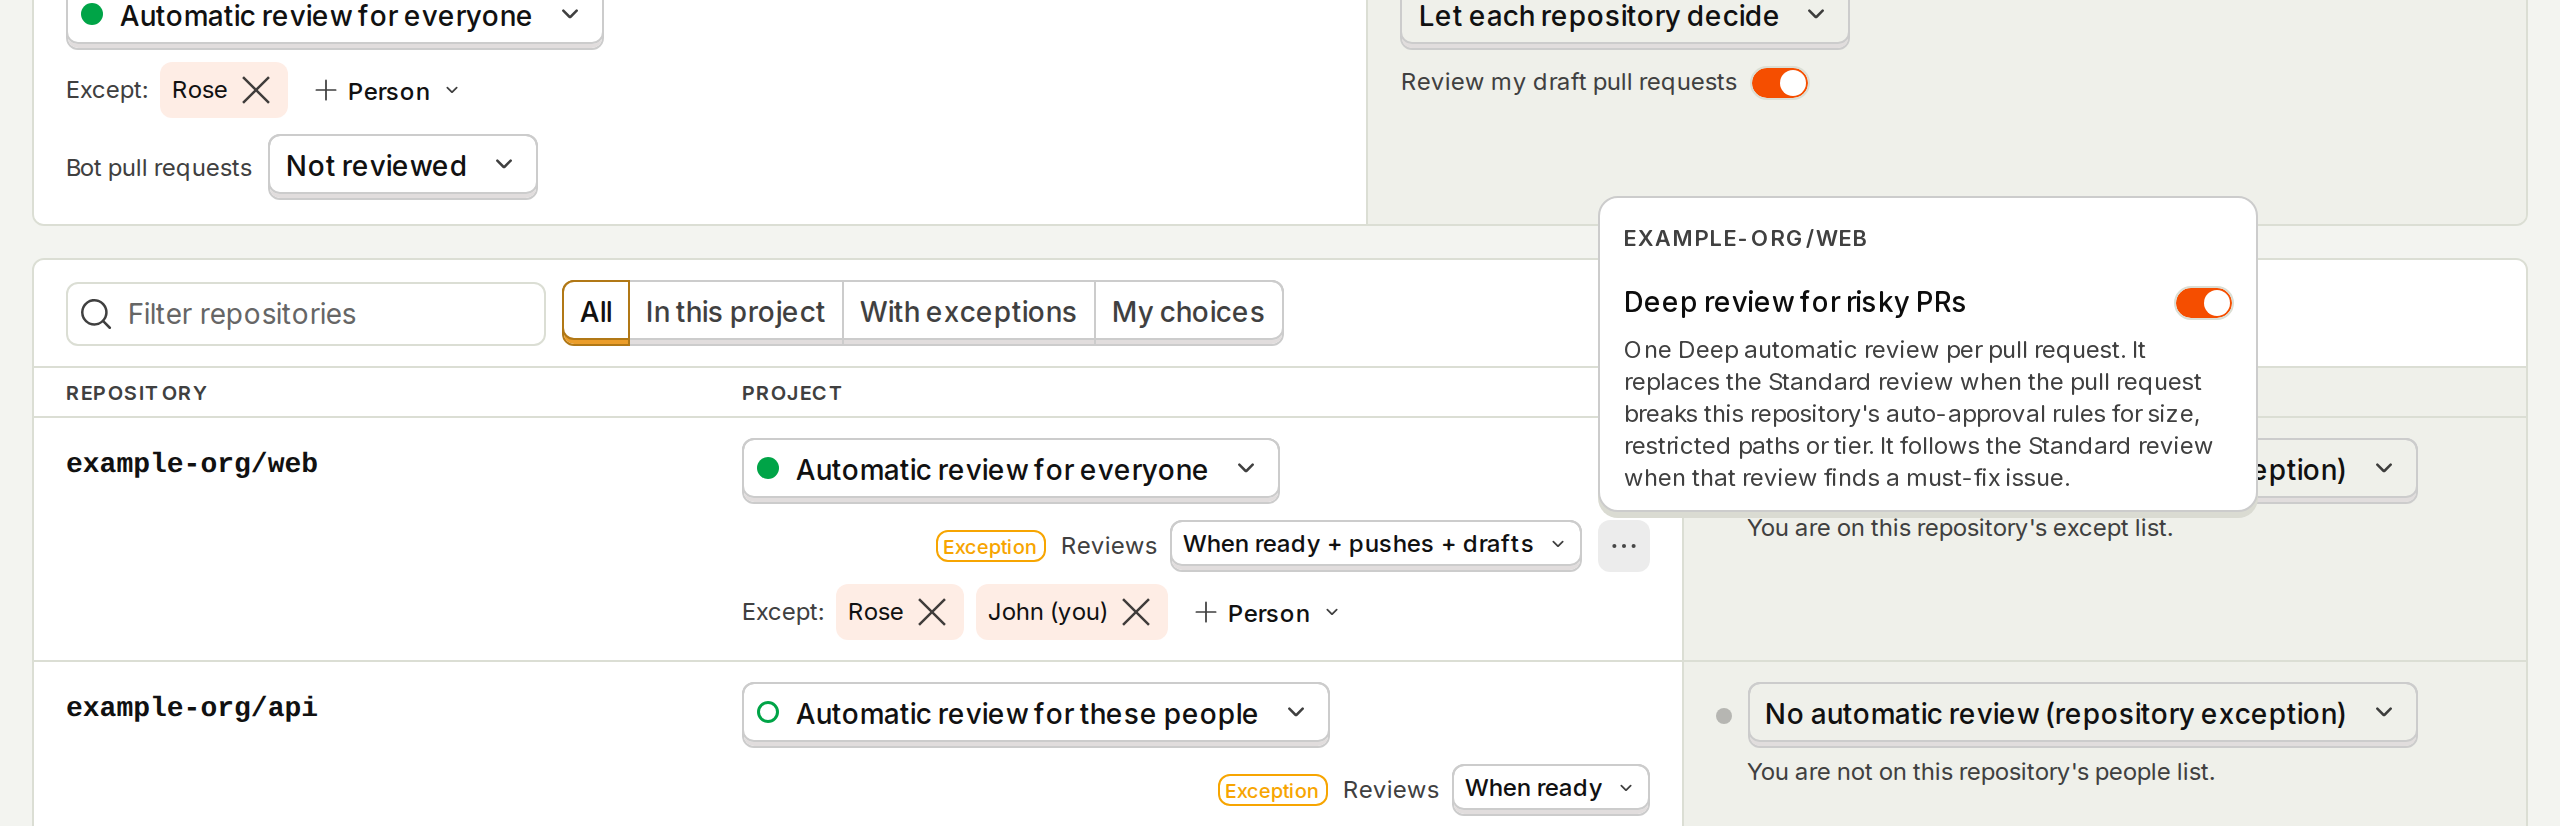 Automatic review for everyone
Let each repository decide
Except: Rose + Person
Review my draft pull requests
Bot pull requests Not reviewed
EXAMPLE-ORG/WEB
Deep review for risky PRs
One Deep automatic review per pull request. It
replaces the Standard review when the pull request
breaks this repository's auto-approval rules for size,
restricted paths or tier. It follows the Standard review
when that review finds a must-fix issue.
Filter repositories All In this project With exceptions My choices
REPOSITORY PROJECT
example-org/web Automatic review for everyone eption)
You are on this repository's except list.
Exception Reviews When ready + pushes + drafts ...
Except: Rose John (you) + Person
example-org/api Automatic review for these people No automatic review (repository exception)
You are not on this repository's people list.
Exception Reviews When ready